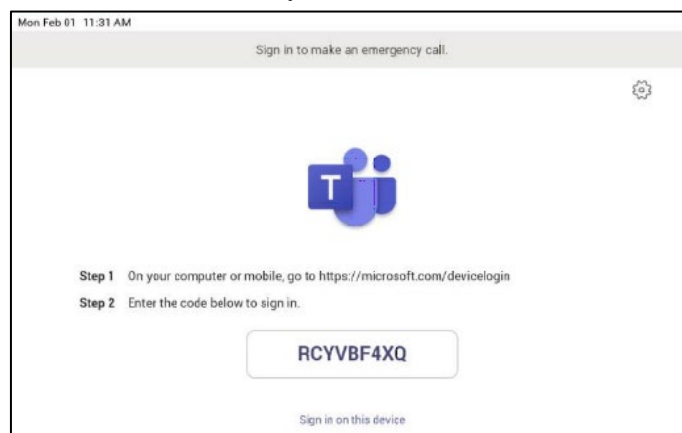 Mon Feb 01 11:31 AM
Sign in to make an emergency call.
T
Step 1 On your computer or mobile, go to https://microsoft.com/devicelogin
Step 2 Enter the code below to sign in.
RCYVBF4XQ
Sign in on this device